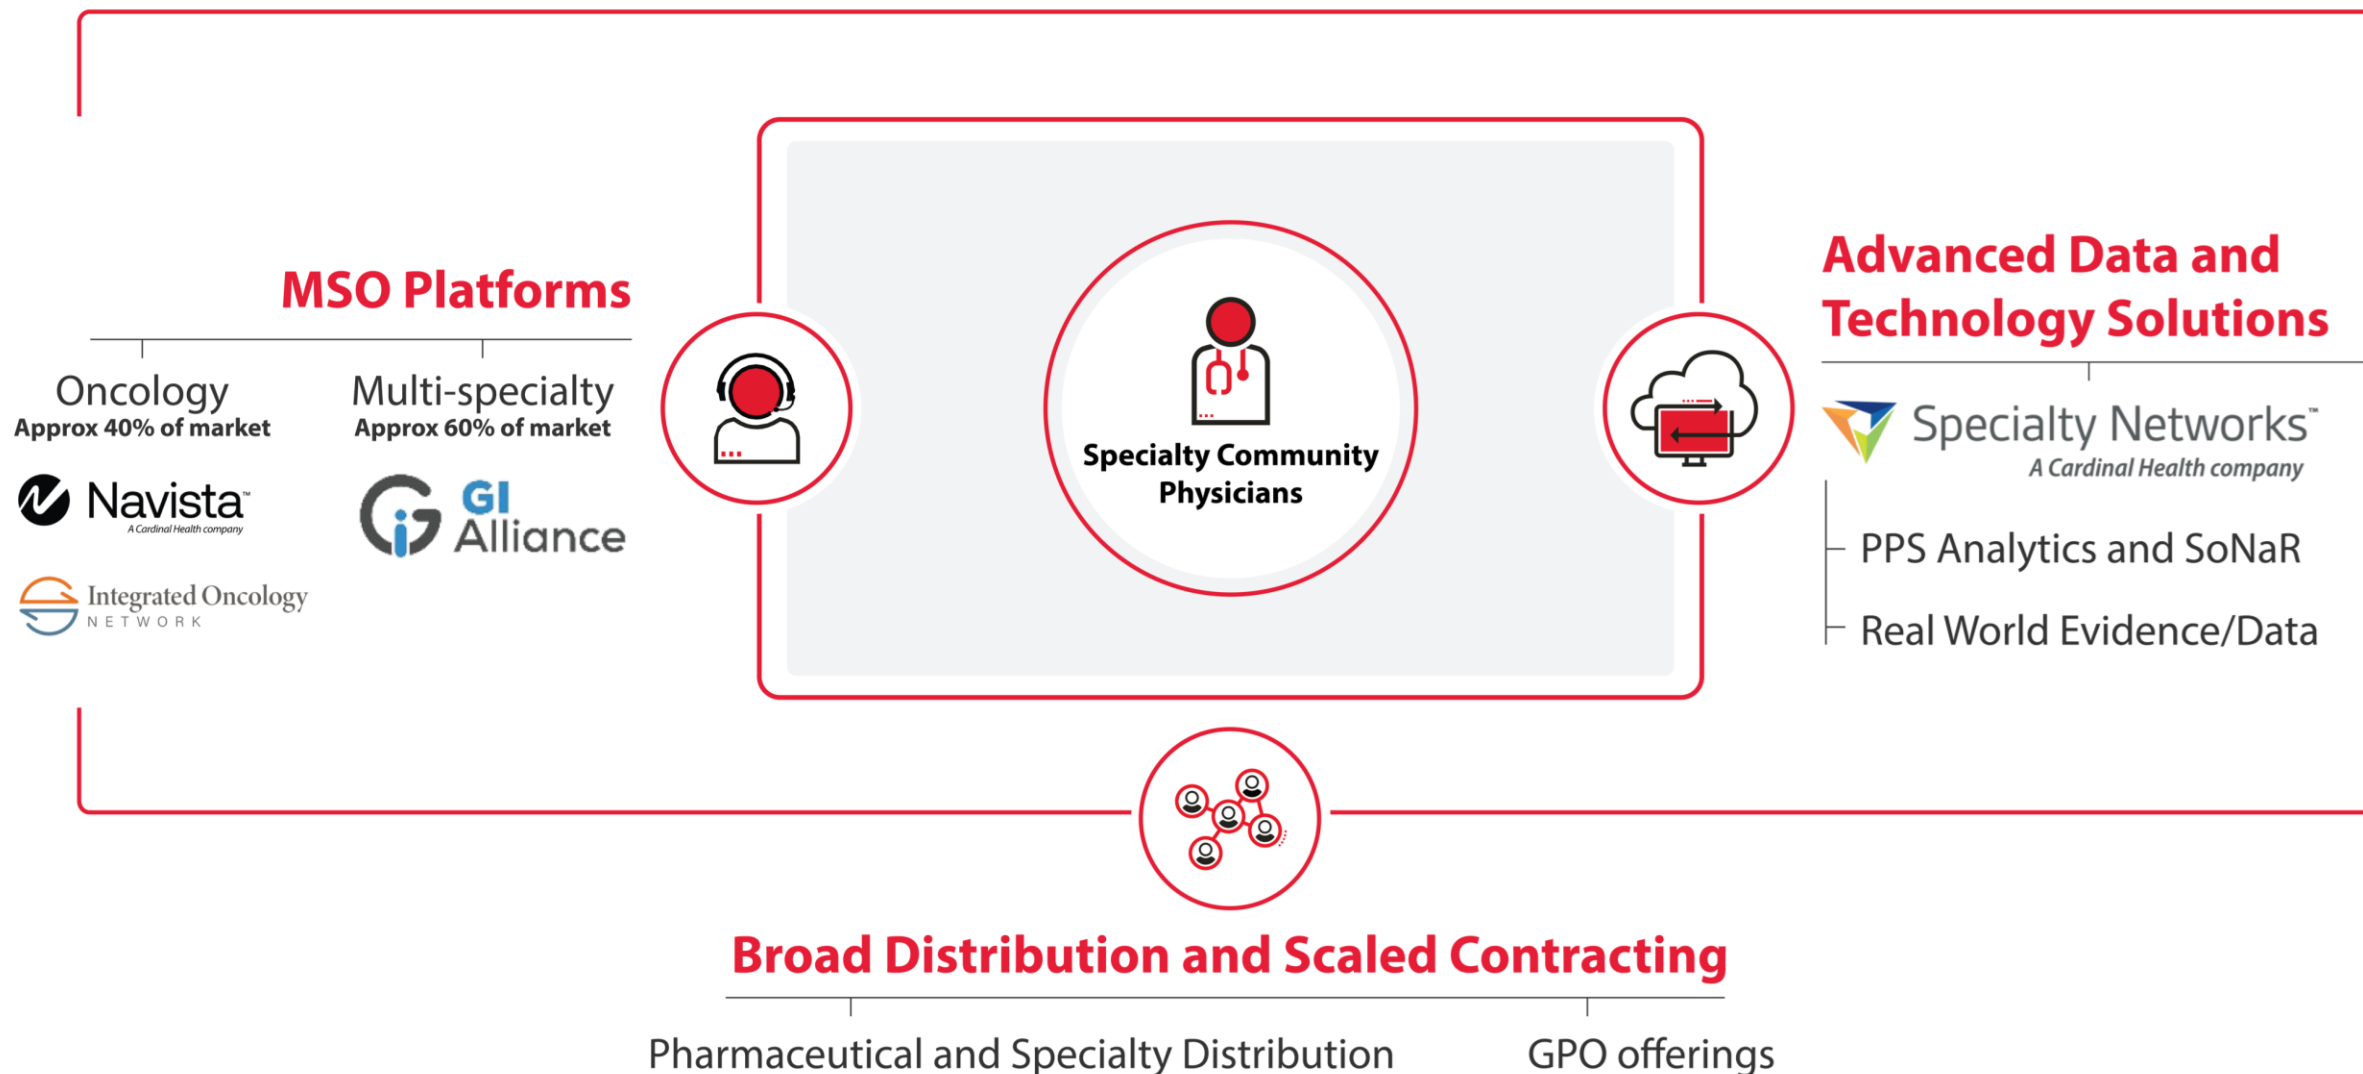 MSO Platforms
Oncology
Approx 40% of market
Navista™
A Cardinal Health company
Integrated Oncology
NETWORK
Multi-specialty
Approx 60% of market
GI
Alliance
Specialty Community
Physicians
Advanced Data and
Technology Solutions
Specialty Networks™
A Cardinal Health company
PPS Analytics and SoNaR
Real World Evidence/Data
Broad Distribution and Scaled Contracting
Pharmaceutical and Specialty Distribution
GPO offerings